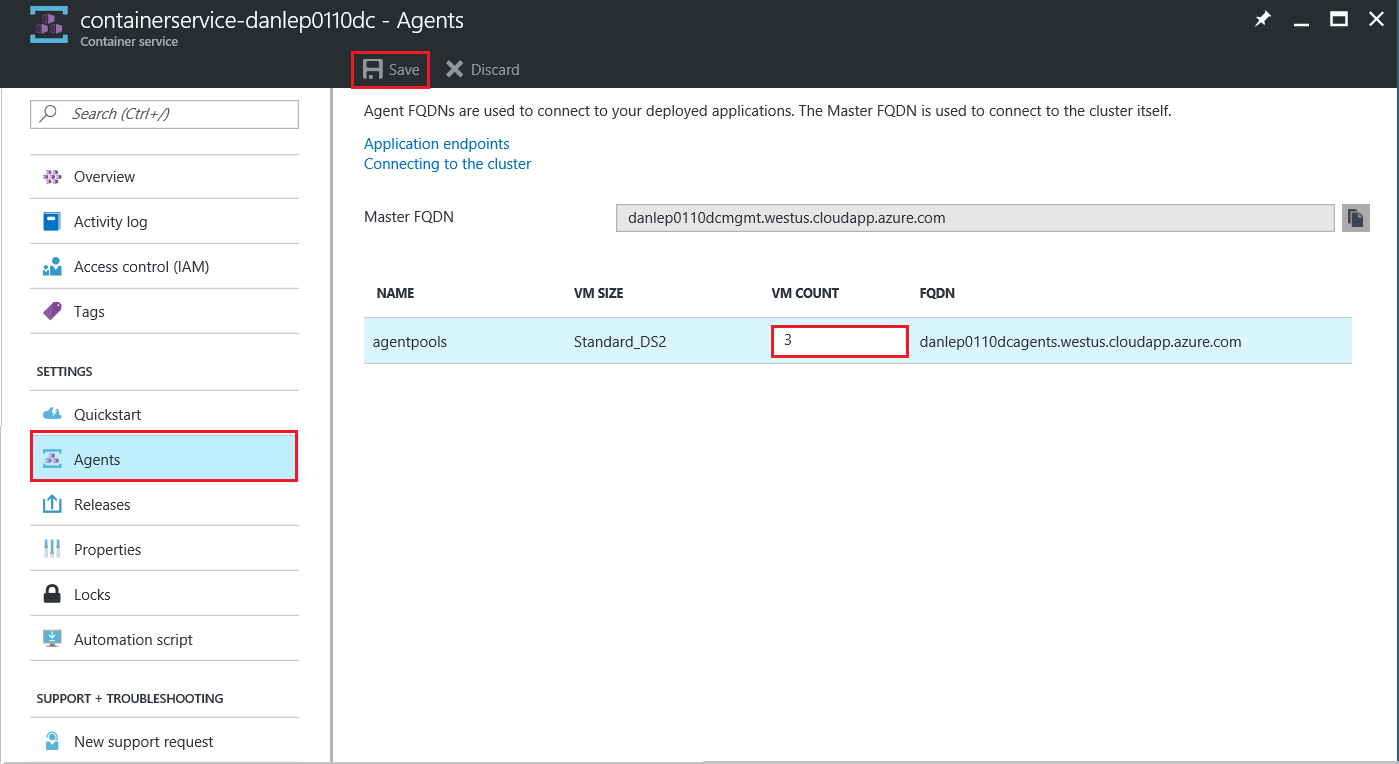 containerservice-danlep0110dc - Agents
Container service
Save
Discard
Search (Ctrl+/)
Overview
Activity log
Access control (IAM)
Tags
SETTINGS
Quickstart
Agents
Releases
Properties
Locks
Automation script
SUPPORT + TROUBLESHOOTING
New support request
Agent FQDNs are used to connect to your deployed applications. The Master FQDN is used to connect to the cluster itself.
Application endpoints
Connecting to the cluster
Master FQDN danlep0110dcmgmt.westus.cloudapp.azure.com
NAME VM SIZE VM COUNT FQDN
agentpools Standard_DS2 3 danlep0110dcagents.westus.cloudapp.azure.com